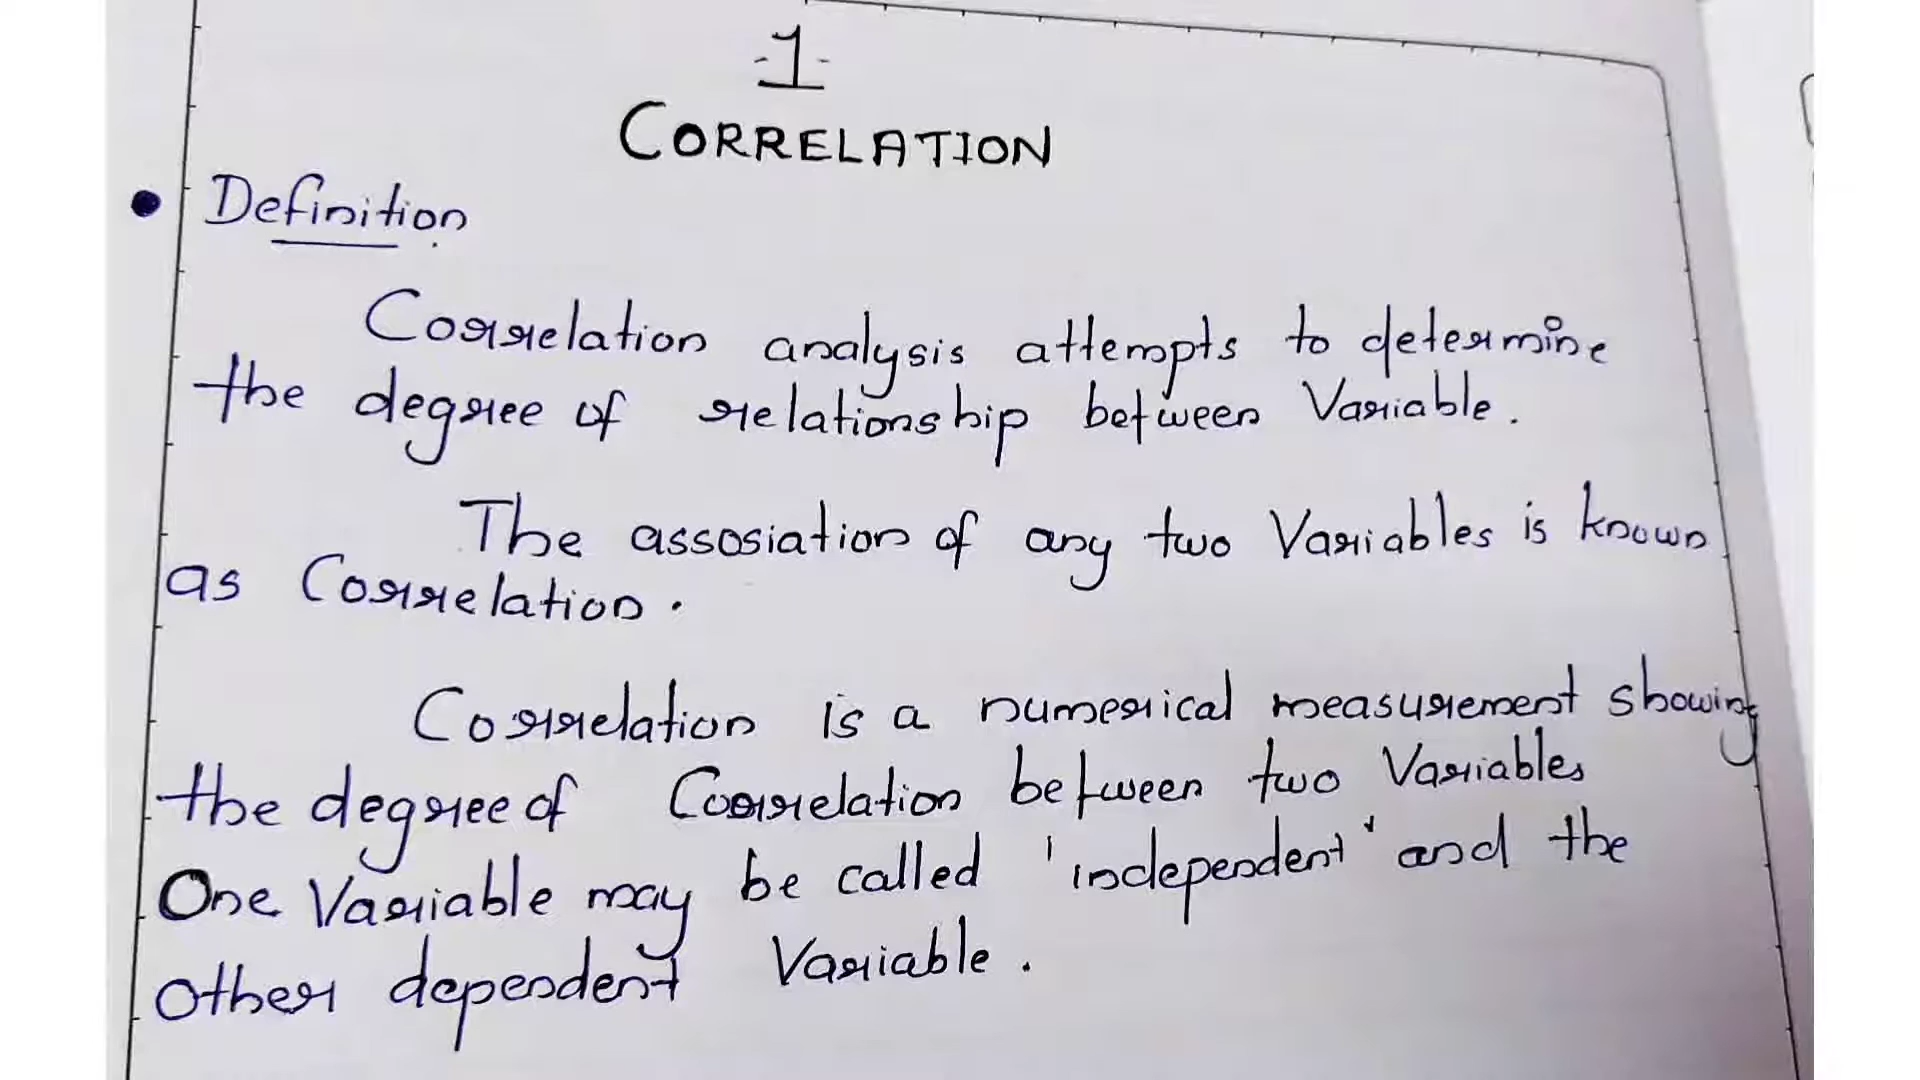 -1-
CORRELATION
• Definition
Correlation analysis attempts to determine
the degree of relationship between Variable.
The assosiation of any two Variables is known
as Correlation.
Correlation is a numerical measurement showing
the degree of Correlation between two Variables
One Variable may be called 'independent' and the
other dependent Variable.